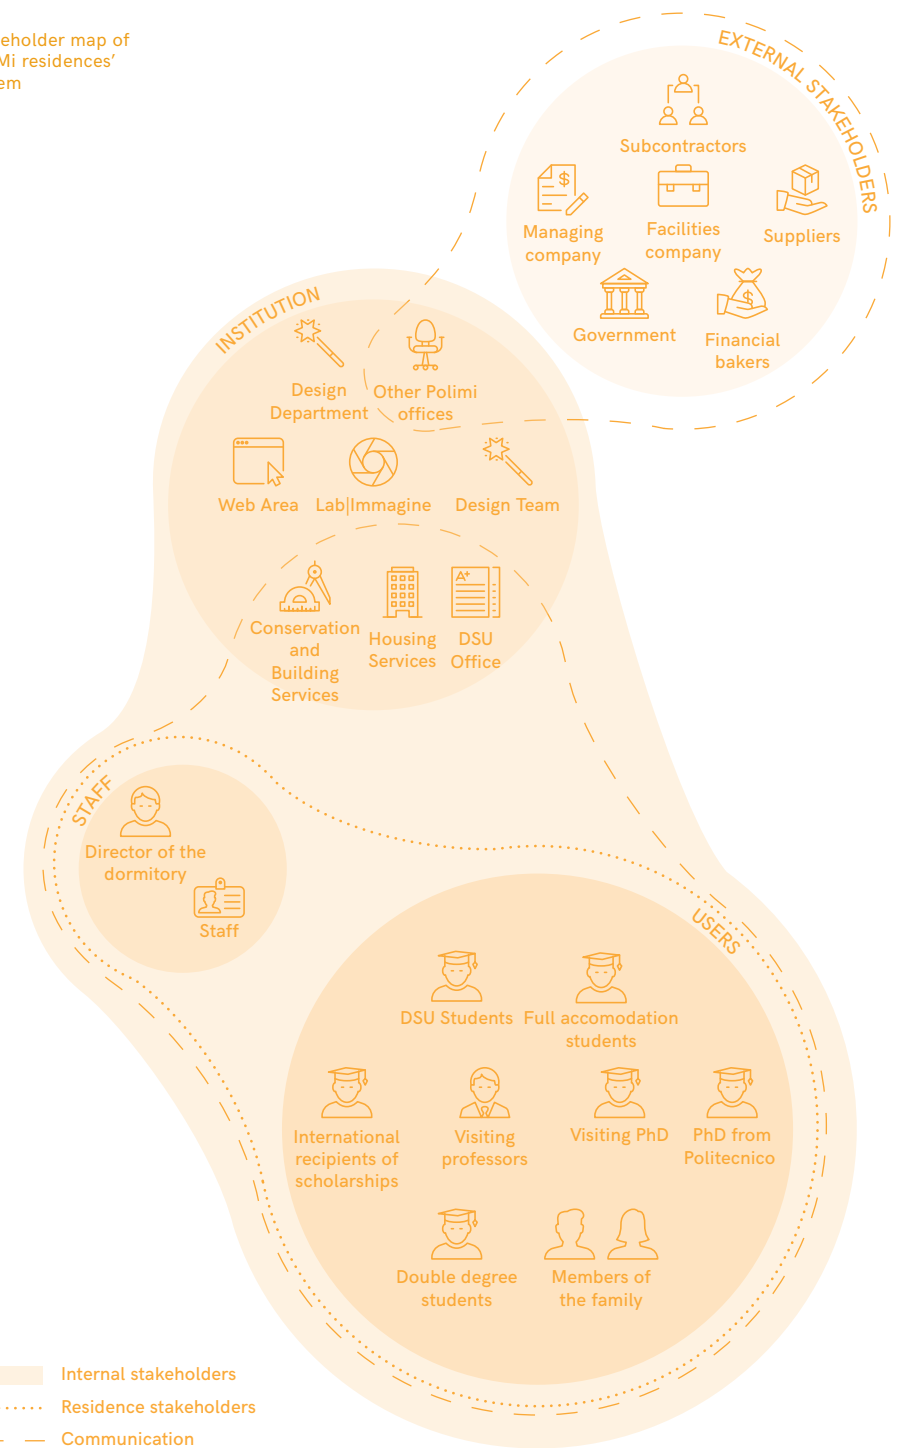 eholder map of
Mi residences'
em
EXTERNAL STAKEHOLDERS
Subcontractors
Managing
company
Facilities
company
Suppliers
Government
Financial
bakers
INSTITUTION
Design
Department
Other Polimi
offices
Web Area
Lab|Immagine
Design Team
Conservation
and
Building
Services
Housing
Services
A+
DSU
Office
STAFF
Director of the
dormitory
Staff
USERS
DSU Students
Full accomodation
students
International
recipients of
scholarships
Visiting
professors
Visiting PhD
PhD from
Politecnico
Double degree
students
Members of
the family
Internal stakeholders
Residence stakeholders
Communication